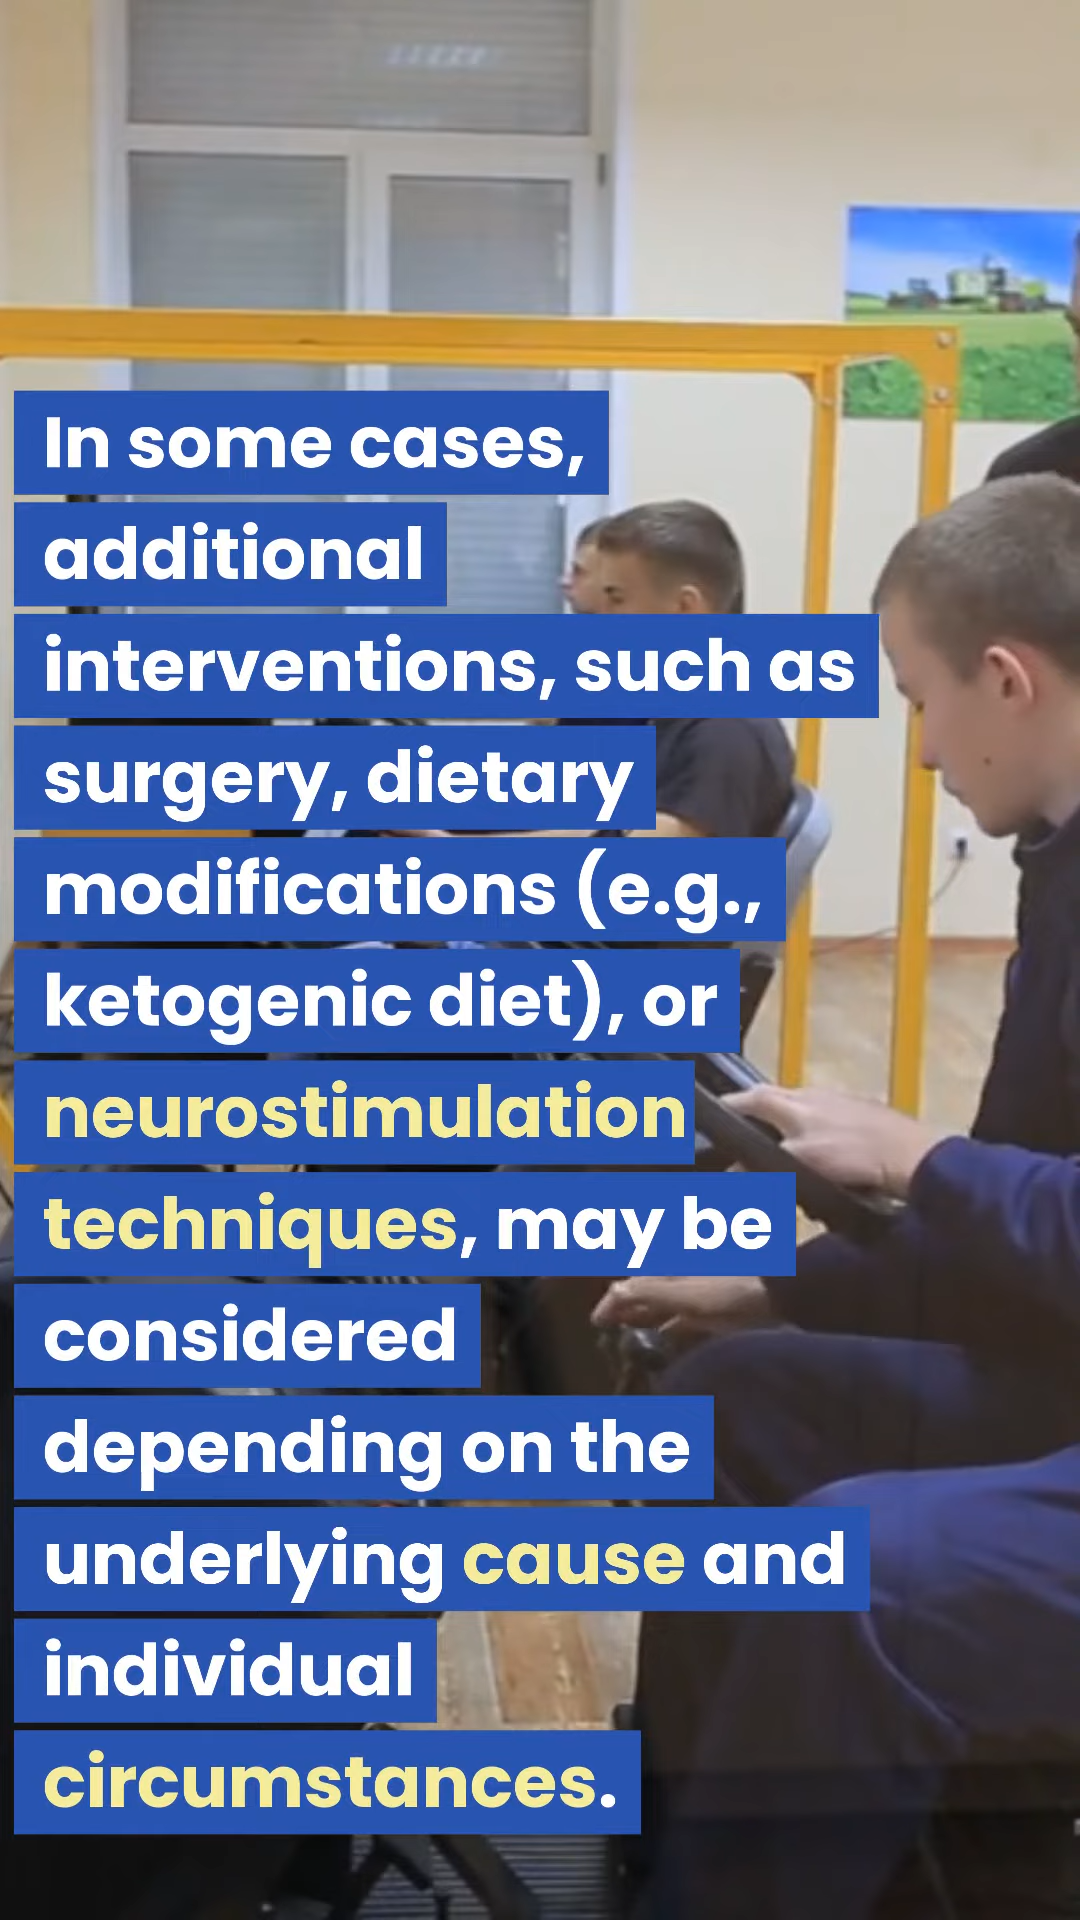 In some cases,
additional
interventions, such as
surgery, dietary
modifications (e.g.,
ketogenic diet), or
neurostimulation
techniques, may be
considered
depending on the
underlying cause and
individual
circumstances.